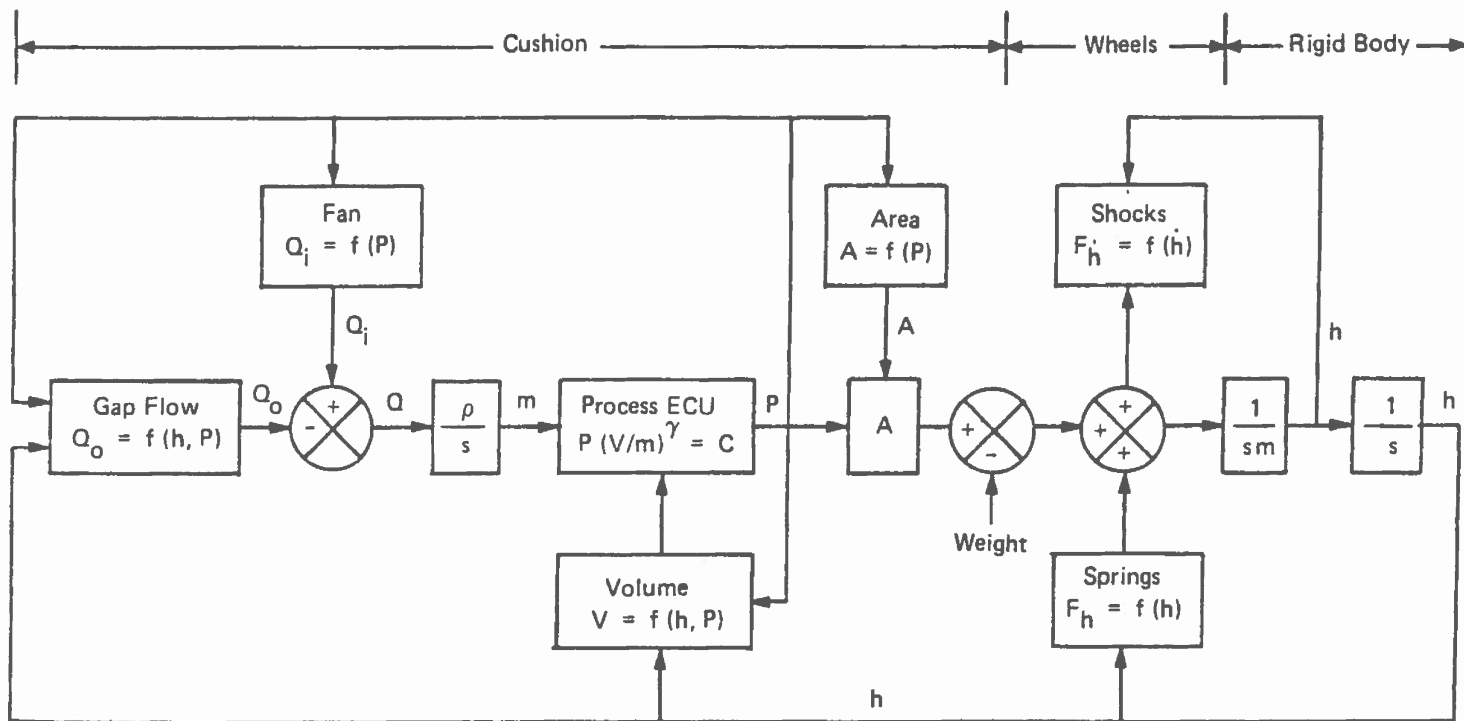 Cushion
Wheels
Rigid Body
Fan
Q_i = f (P)
Area
A = f (P)
Shocks
F_ḣ = f (ḣ)
Q_i
A
h
Gap Flow
Q_o = f (h, P)
Q_o
+
-
Q
ρ
s
m
Process ECU
P (V/m)^γ = C
P
A
+
-
Weight
+
+
+
1
sm
1
s
h
Volume
V = f (h, P)
Springs
F_h = f (h)
h